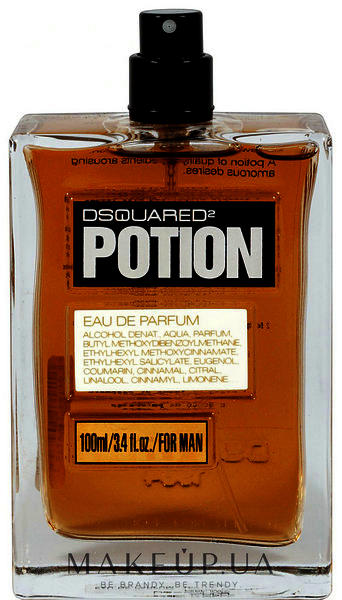 A potion of quality
amorous desires.
DSQUARED²
POTION
EAU DE PARFUM
ALCOHOL DENAT., AQUA, PARFUM,
BUTYL METHOXYDIBENZOYLMETHANE,
ETHYLHEXYL METHOXYCINNAMATE,
ETHYLHEXYL SALICYLATE, EUGENOL,
COUMARIN, CINNAMAL, CITRAL,
LINALOOL, CINNAMYL, LIMONENE
100ml/3.4 fl.oz./FOR MAN
MAKEUP.UA
BE BRANDY. BE TRENDY